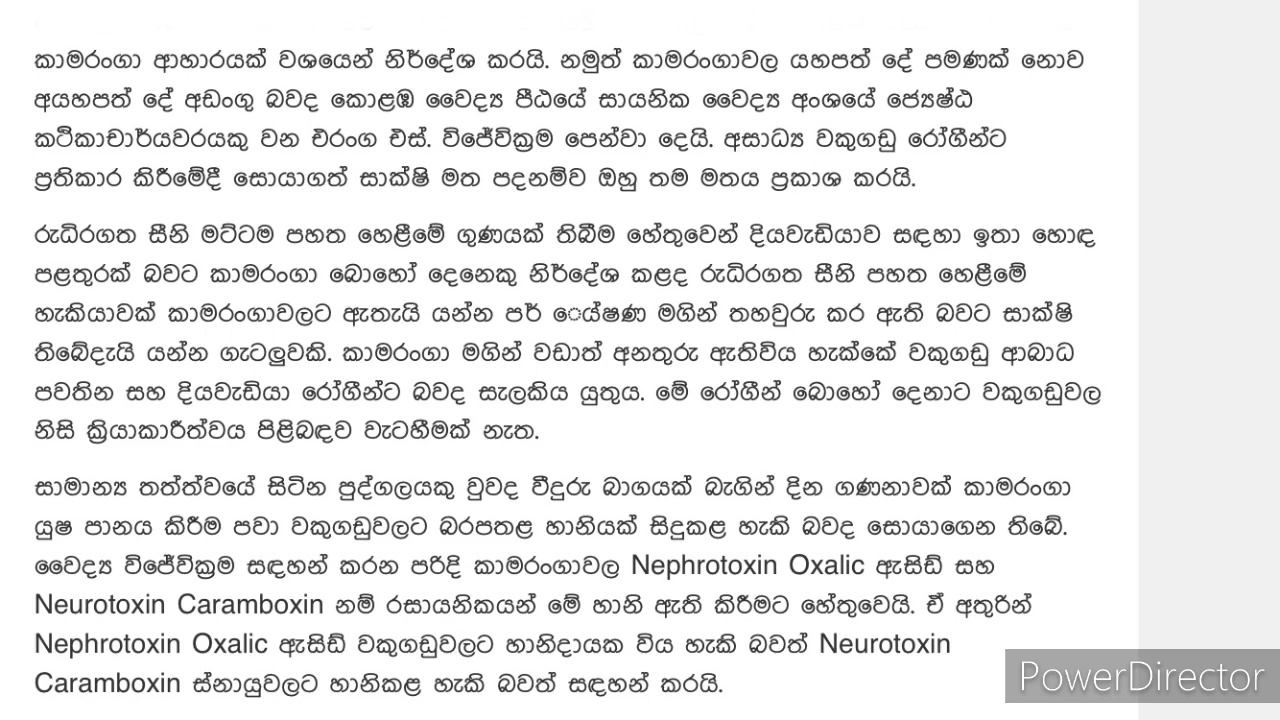 කාමරංගා ආහාරයක් වශයෙන් නිර්දේශ කරයි. නමුත් කාමරංගාවල යහපත් දේ පමණක් නොව
අයහපත් දේ අඩංගු බවද කොළඹ වෛද්‍ය පීඨයේ සායනික වෛද්‍ය අංශයේ ජ්‍යෙෂ්ඨ
කථිකාචාර්යවරයකු වන එරංග එස්. විජේවික්‍රම පෙන්වා දෙයි. අසාධ්‍ය වකුගඩු රෝගීන්ට
ප්‍රතිකාර කිරීමේදී සොයාගත් සාක්ෂි මත පදනම්ව ඔහු තම මතය ප්‍රකාශ කරයි.
රුධිරගත සීනි මට්ටම පහත හෙළීමේ ගුණයක් තිබීම හේතුවෙන් දියවැඩියාව සඳහා ඉතා හොඳ
පළතුරක් බවට කාමරංගා බොහෝ දෙනෙකු නිර්දේශ කළද රුධිරගත සීනි පහත හෙළීමේ
හැකියාවක් කාමරංගාවලට ඇතැයි යන්න පර් ෙය්ෂණ මගින් තහවුරු කර ඇති බවට සාක්ෂි
තිබේදැයි යන්න ගැටලුවකි. කාමරංගා මගින් වඩාත් අනතුරු ඇතිවිය හැක්කේ වකුගඩු ආබාධ
පවතින සහ දියවැඩියා රෝගීන්ට බවද සැලකිය යුතුය. මේ රෝගීන් බොහෝ දෙනාට වකුගඩුවල
නිසි ක්‍රියාකාරීත්වය පිළිබඳව වැටහීමක් නැත.
සාමාන්‍ය තත්ත්වයේ සිටින පුද්ගලයකු වුවද වීදුරු බාගයක් බැගින් දින ගණනාවක් කාමරංගා
යුෂ පානය කිරීම පවා වකුගඩුවලට බරපතළ හානියක් සිදුකළ හැකි බවද සොයාගෙන තිබේ.
වෛද්‍ය විජේවික්‍රම සඳහන් කරන පරිදි කාමරංගාවල Nephrotoxin Oxalic ඇසිඩ් සහ
Neurotoxin Caramboxin නම් රසායනිකයන් මේ හානි ඇති කිරීමට හේතුවෙයි. ඒ අතුරින්
Nephrotoxin Oxalic ඇසිඩ් වකුගඩුවලට හානිදායක විය හැකි බවත් Neurotoxin
Caramboxin ස්නායුවලට හානිකළ හැකි බවත් සඳහන් කරයි.
PowerDirector